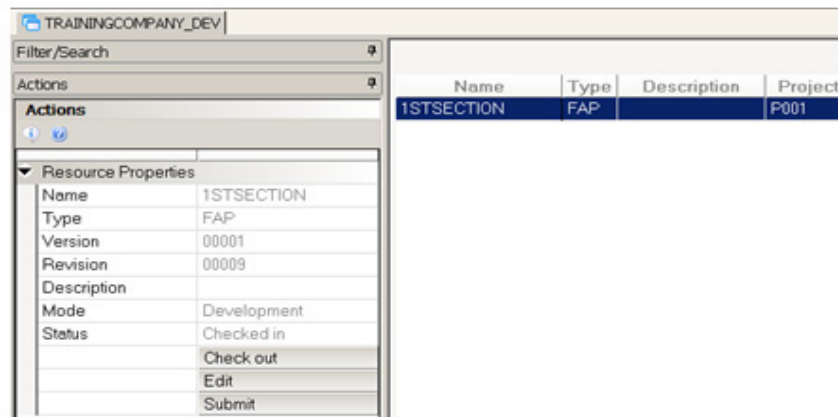 TRAININGCOMPANY_DEV
Filter/Search
Actions
Actions
Resource Properties
Name 1STSECTION
Type FAP
Version 00001
Revision 00009
Description
Mode Development
Status Checked in
Check out
Edit
Submit
Name Type Description Project
1STSECTION FAP P001